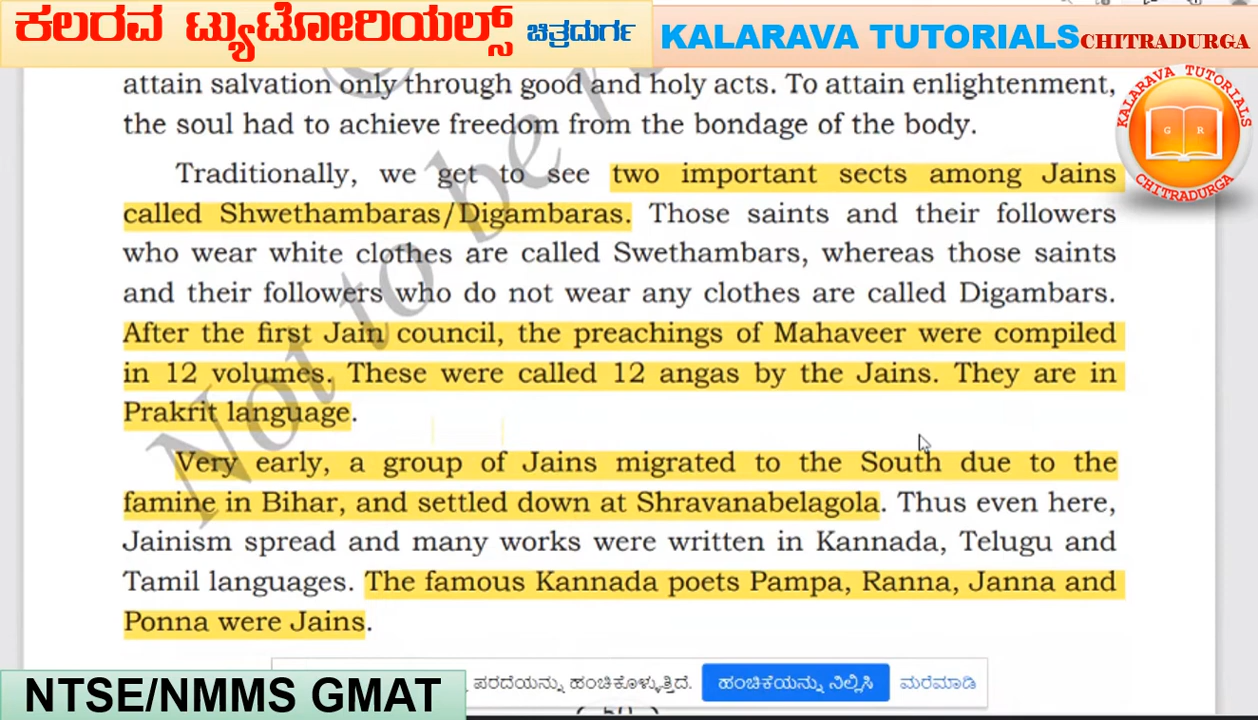 ಕಲರವ ಟ್ಯುಟೋರಿಯಲ್ಸ್ ಚಿತ್ರದುರ್ಗ
KALARAVA TUTORIALS CHITRADURGA
KALARAVA TUTORIALS
G R
CHITRADURGA
attain salvation only through good and holy acts. To attain enlightenment,
the soul had to achieve freedom from the bondage of the body.
Traditionally, we get to see two important sects among Jains
called Shwethambaras/Digambaras. Those saints and their followers
who wear white clothes are called Swethambars, whereas those saints
and their followers who do not wear any clothes are called Digambars.
After the first Jain council, the preachings of Mahaveer were compiled
in 12 volumes. These were called 12 angas by the Jains. They are in
Prakrit language.
Very early, a group of Jains migrated to the South due to the
famine in Bihar, and settled down at Shravanabelagola. Thus even here,
Jainism spread and many works were written in Kannada, Telugu and
Tamil languages. The famous Kannada poets Pampa, Ranna, Janna and
Ponna were Jains.
Not to be
ಪರದೆಯನ್ನು ಹಂಚಿಕೊಳ್ಳುತ್ತಿದೆ. ಹಂಚಿಕೆಯನ್ನು ನಿಲ್ಲಿಸಿ ಮರೆಮಾಡಿ
NTSE/NMMS GMAT